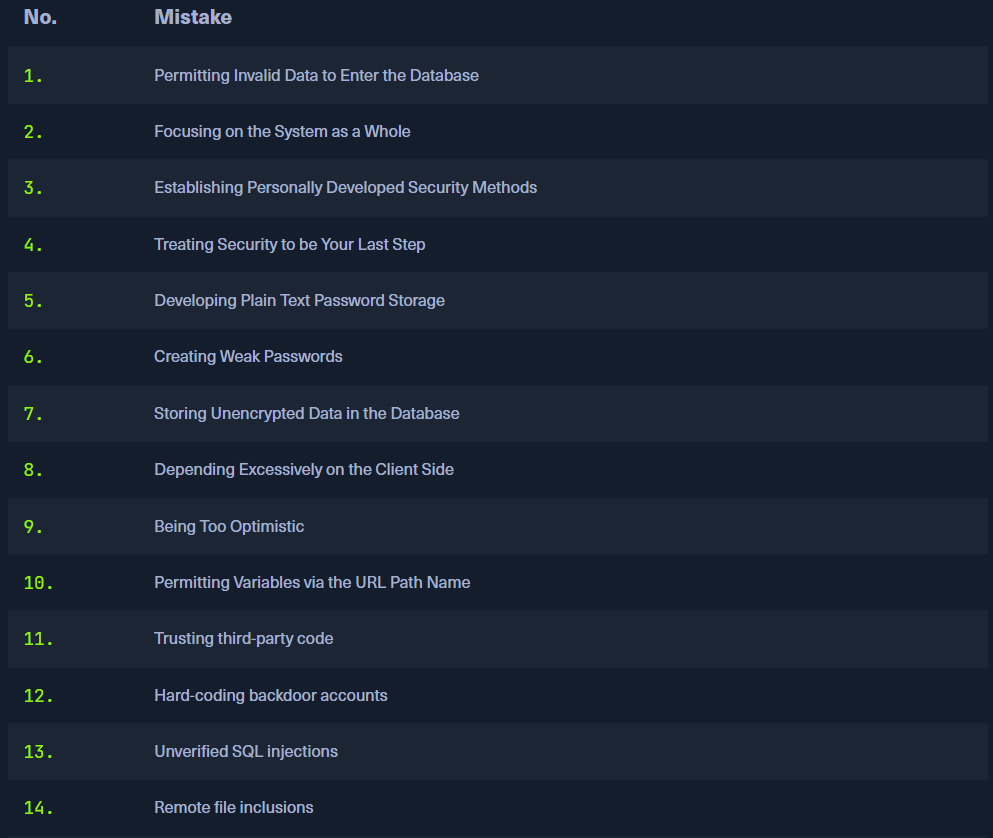 No. Mistake
1. Permitting Invalid Data to Enter the Database
2. Focusing on the System as a Whole
3. Establishing Personally Developed Security Methods
4. Treating Security to be Your Last Step
5. Developing Plain Text Password Storage
6. Creating Weak Passwords
7. Storing Unencrypted Data in the Database
8. Depending Excessively on the Client Side
9. Being Too Optimistic
10. Permitting Variables via the URL Path Name
11. Trusting third-party code
12. Hard-coding backdoor accounts
13. Unverified SQL injections
14. Remote file inclusions